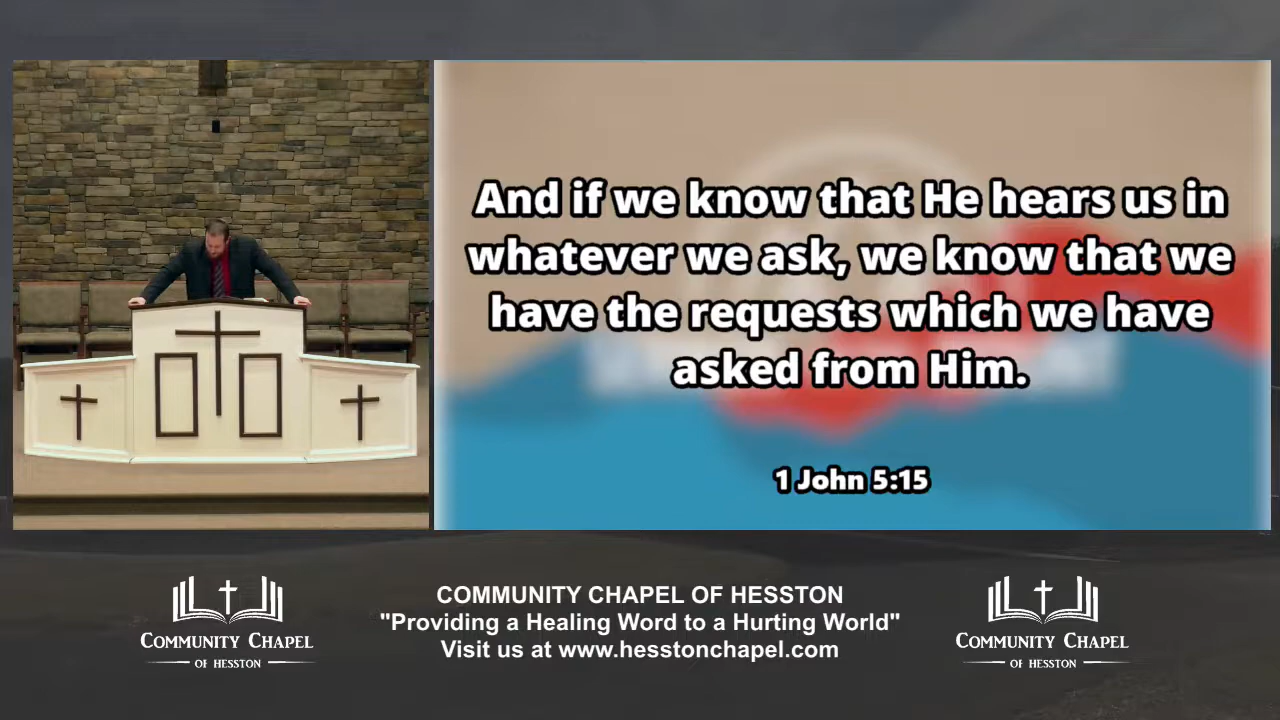 And if we know that He hears us in
whatever we ask, we know that we
have the requests which we have
asked from Him.
1 John 5:15
COMMUNITY CHAPEL
OF HESSTON
COMMUNITY CHAPEL OF HESSTON
"Providing a Healing Word to a Hurting World"
Visit us at www.hesstonchapel.com
COMMUNITY CHAPEL
OF HESSTON